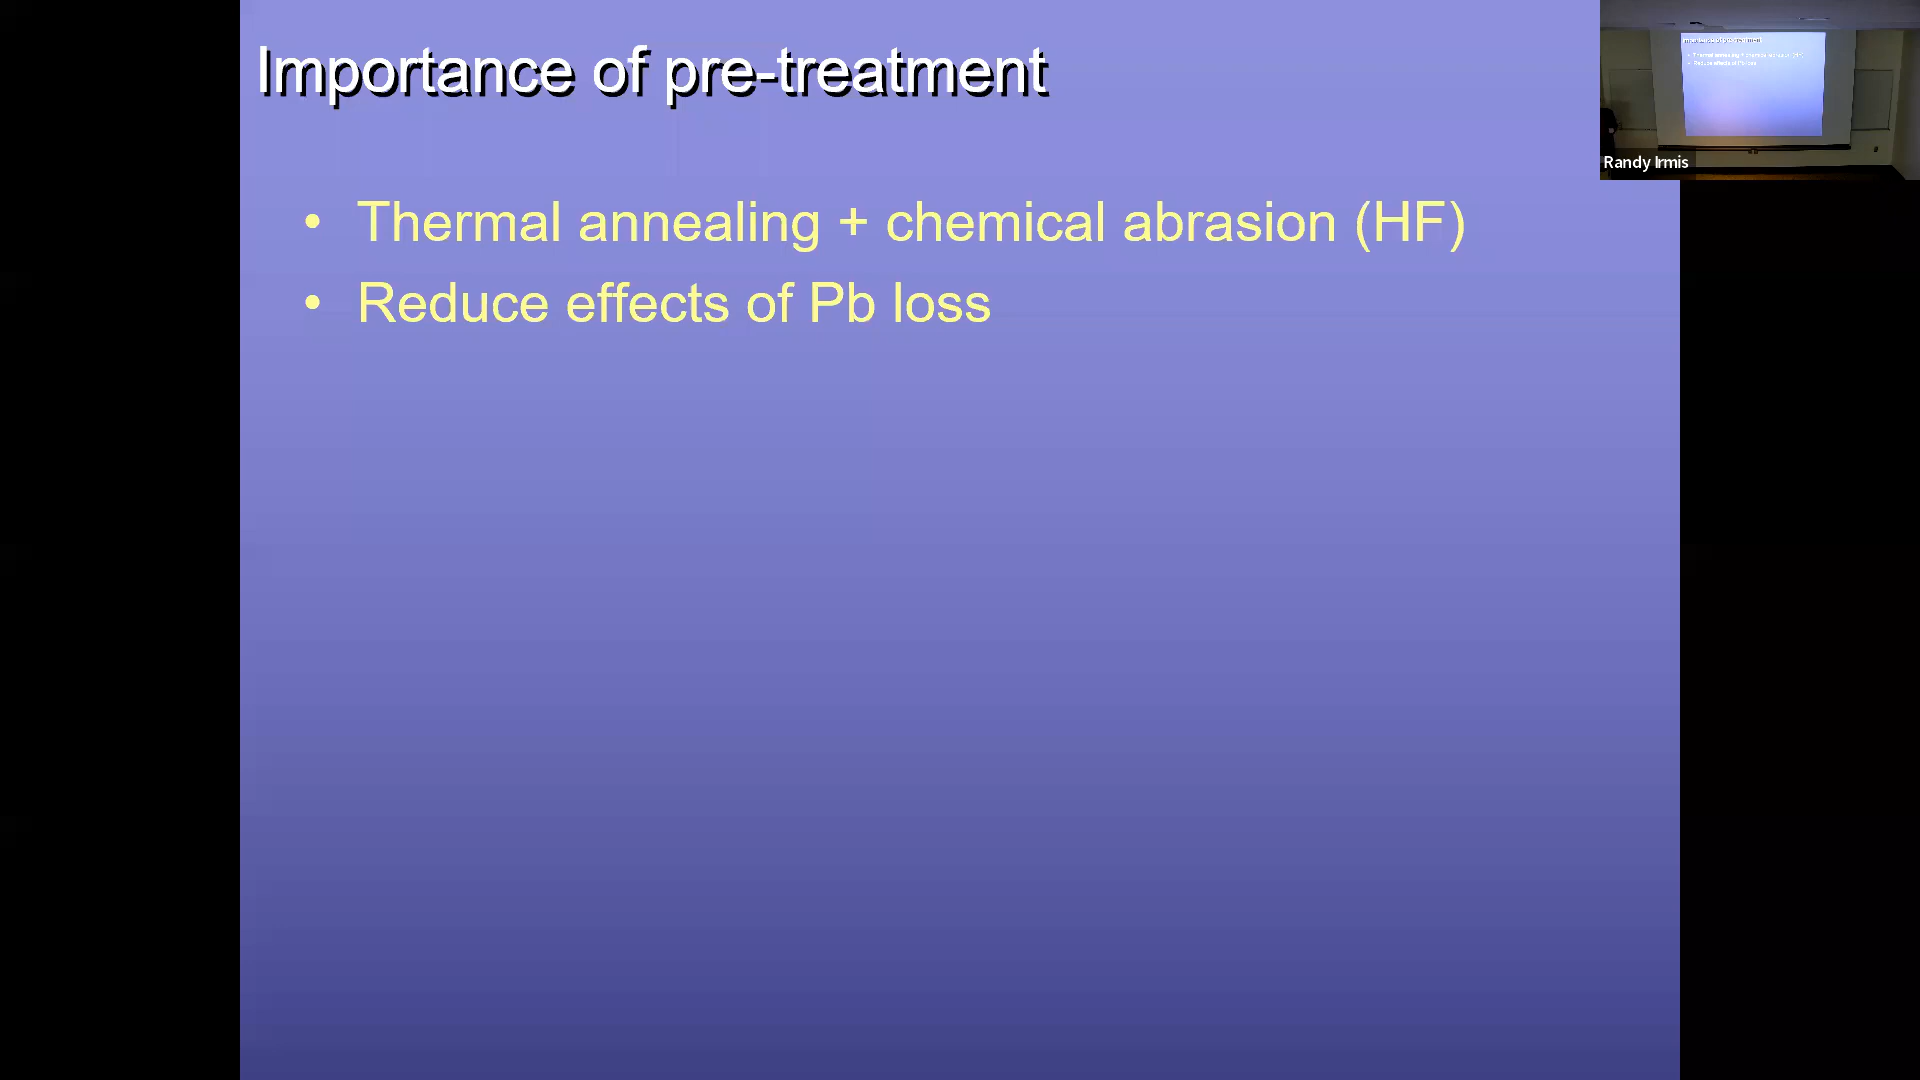 Importance of pre-treatment
• Thermal annealing + chemical abrasion (HF)
• Reduce effects of Pb loss
Randy Irmis